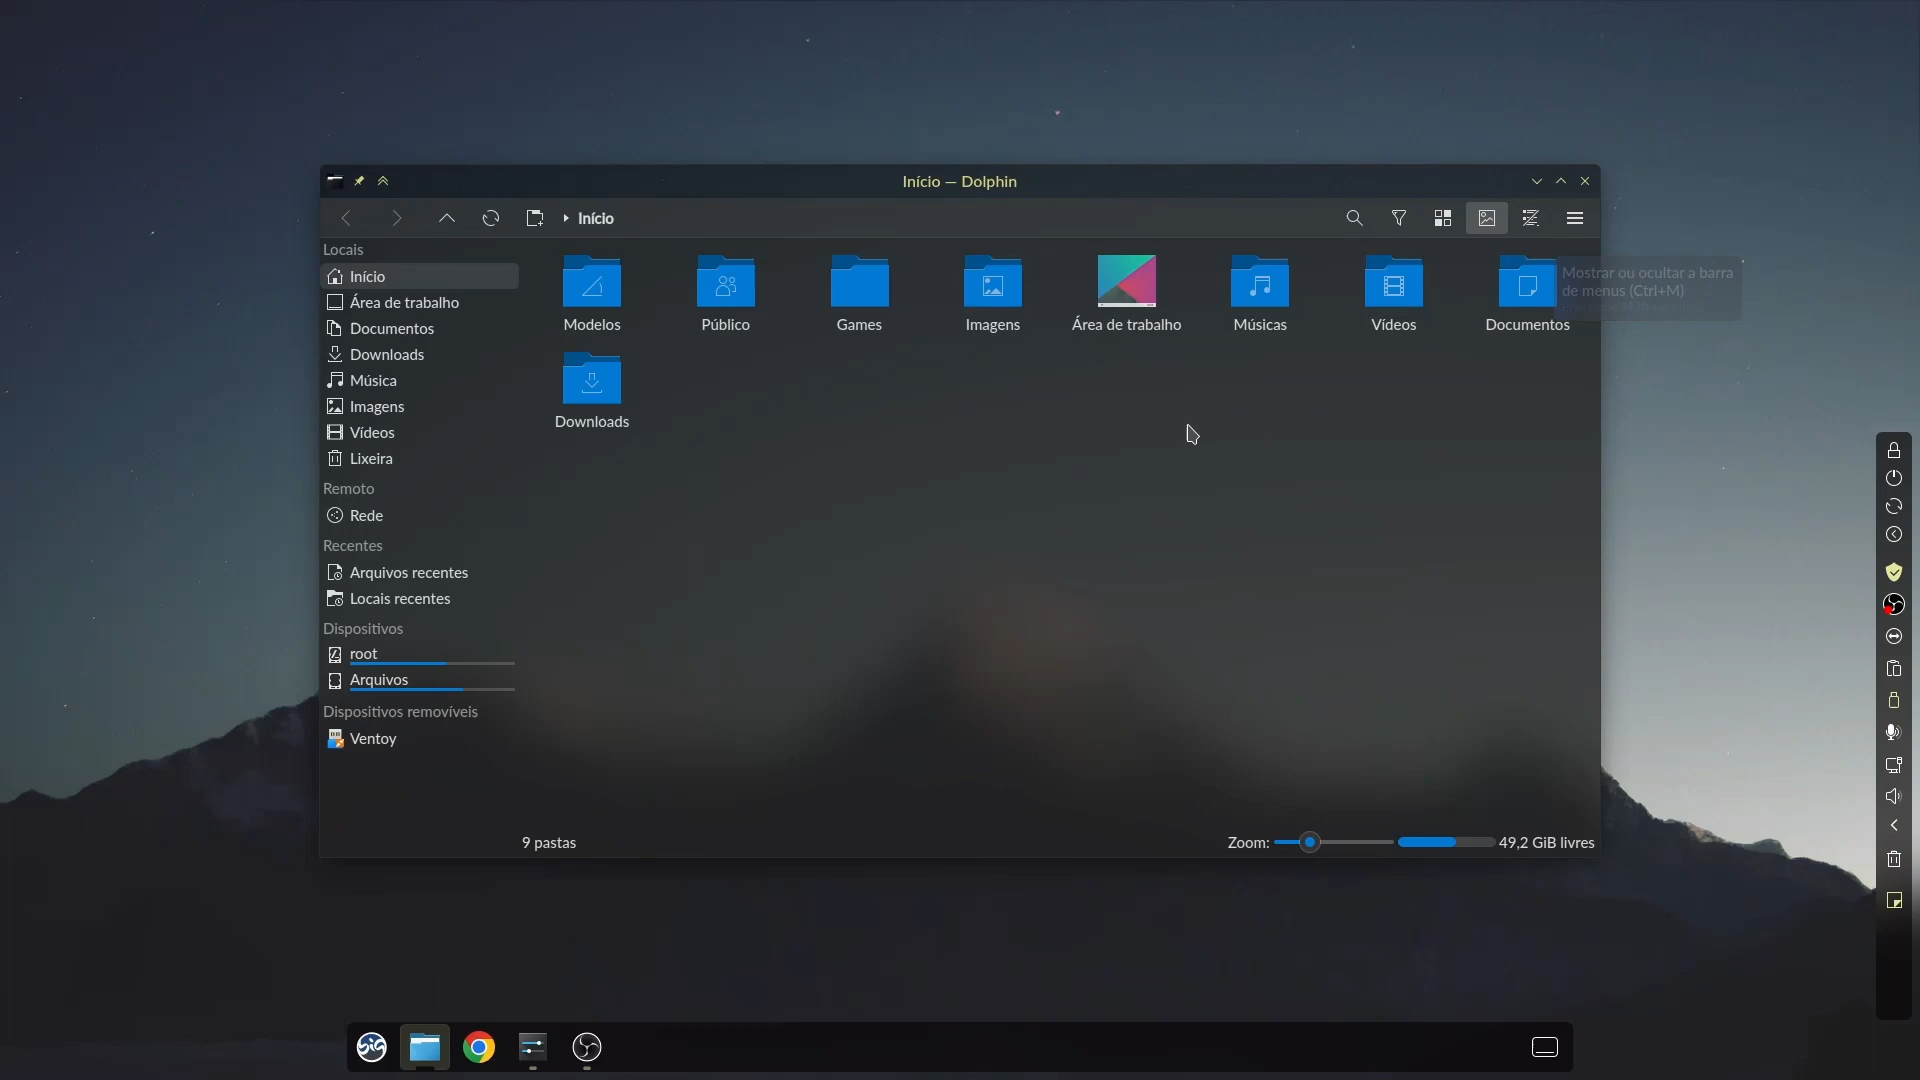 Início — Dolphin
Início
Locais
Início
Área de trabalho
Documentos
Downloads
Música
Imagens
Vídeos
Lixeira
Remoto
Rede
Recentes
Arquivos recentes
Locais recentes
Dispositivos
root
Arquivos
Dispositivos removíveis
Ventoy
Modelos
Público
Games
Imagens
Área de trabalho
Músicas
Vídeos
Documentos
Downloads
Mostrar ou ocultar a barra
de menus (Ctrl+M)
9 pastas
Zoom:
49,2 GiB livres